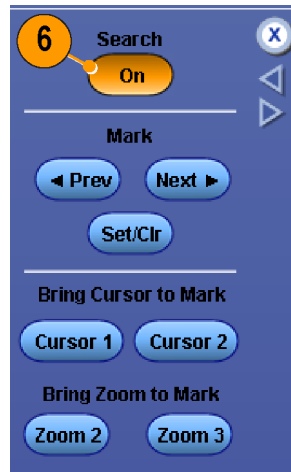 6
Search
X
On
Mark
◄ Prev
Next ►
Set/Clr
Bring Cursor to Mark
Cursor 1
Cursor 2
Bring Zoom to Mark
Zoom 2
Zoom 3